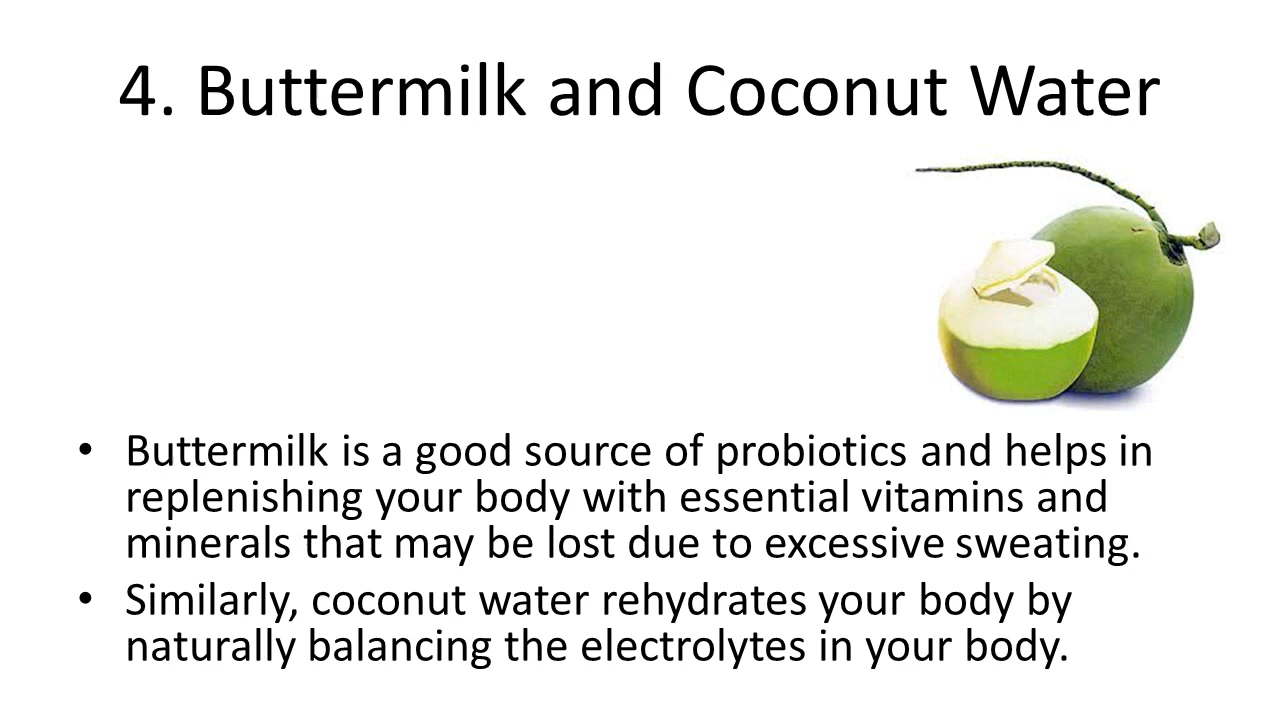 4. Buttermilk and Coconut Water
• Buttermilk is a good source of probiotics and helps in
replenishing your body with essential vitamins and
minerals that may be lost due to excessive sweating.
• Similarly, coconut water rehydrates your body by
naturally balancing the electrolytes in your body.